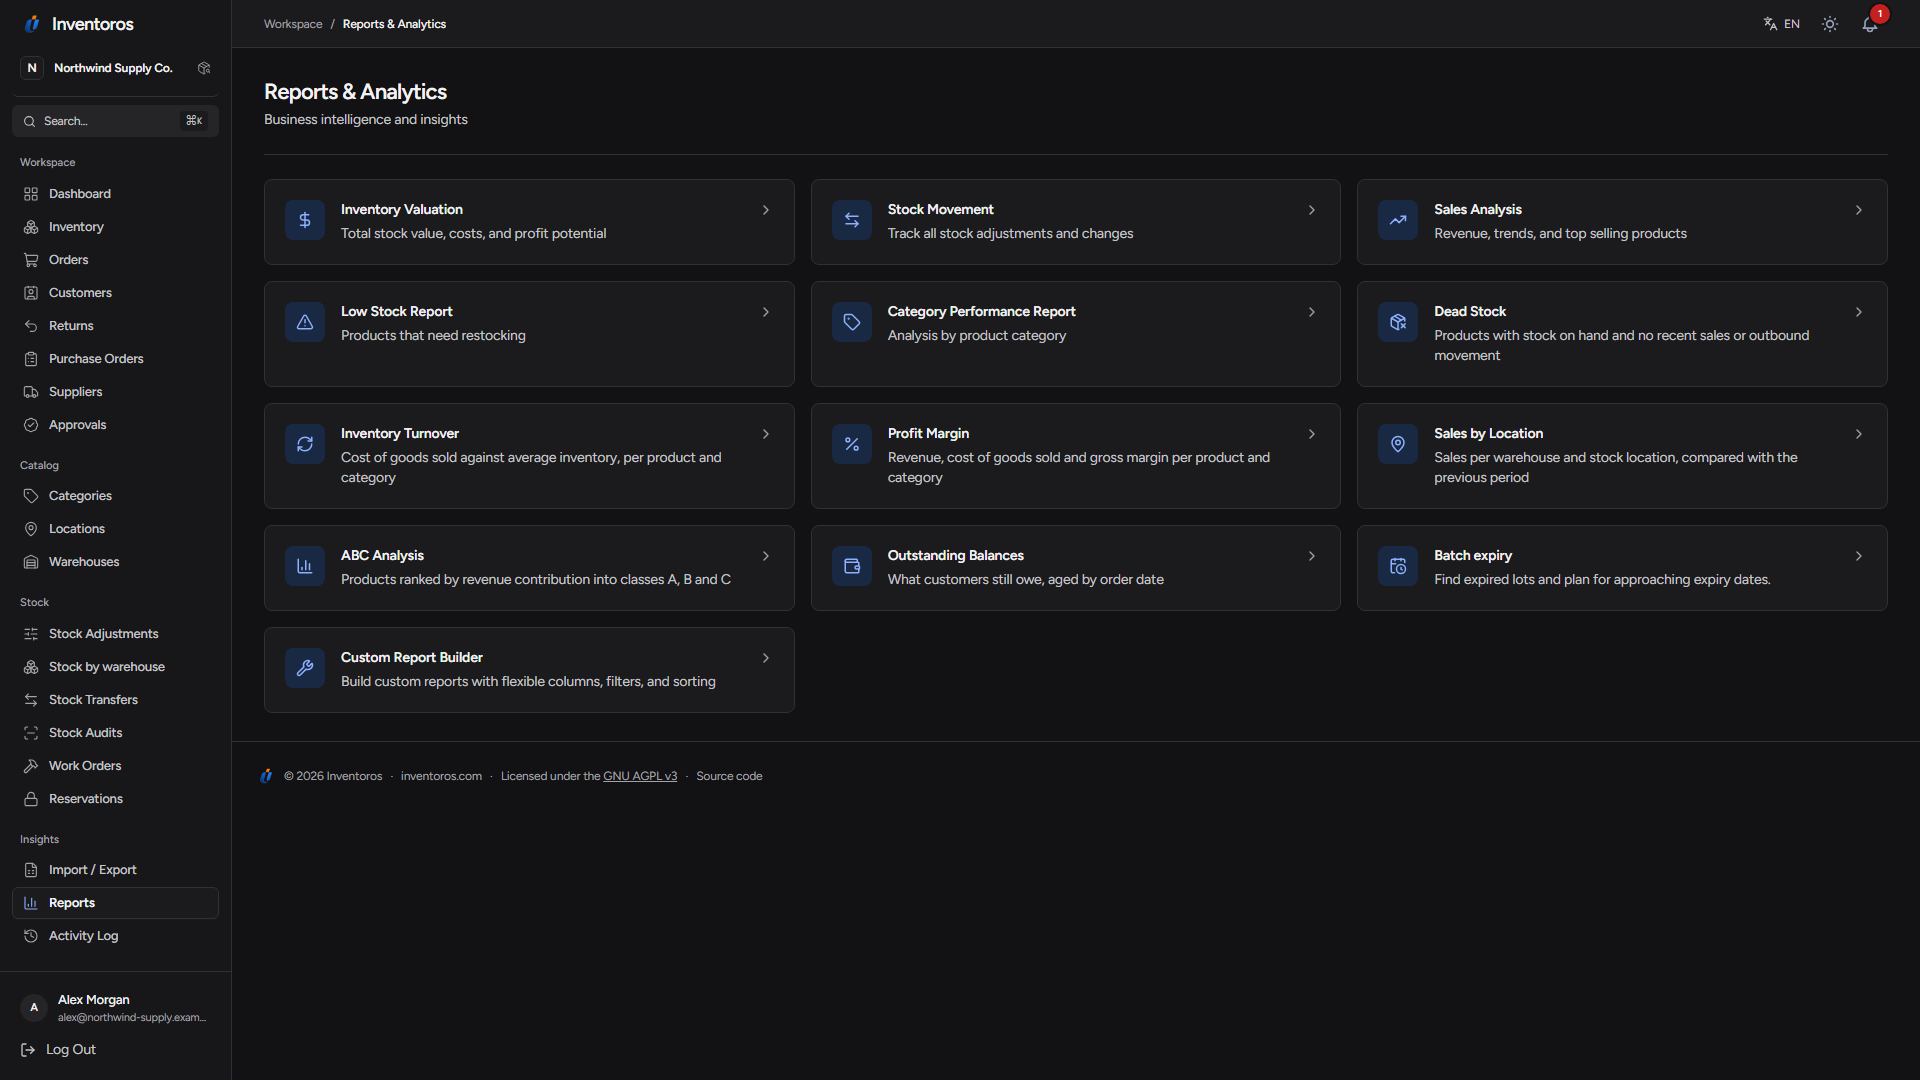 Inventoros
N Northwind Supply Co.
Search... ⌘K
Workspace
Dashboard
Inventory
Orders
Customers
Returns
Purchase Orders
Suppliers
Approvals
Catalog
Categories
Locations
Warehouses
Stock
Stock Adjustments
Stock by warehouse
Stock Transfers
Stock Audits
Work Orders
Reservations
Insights
Import / Export
Reports
Activity Log
A Alex Morgan
alex@northwind-supply.exam...
Log Out
Workspace / Reports & Analytics
EN
1
Reports & Analytics
Business intelligence and insights
Inventory Valuation
Total stock value, costs, and profit potential
Stock Movement
Track all stock adjustments and changes
Sales Analysis
Revenue, trends, and top selling products
Low Stock Report
Products that need restocking
Category Performance Report
Analysis by product category
Dead Stock
Products with stock on hand and no recent sales or outbound
movement
Inventory Turnover
Cost of goods sold against average inventory, per product and
category
Profit Margin
Revenue, cost of goods sold and gross margin per product and
category
Sales by Location
Sales per warehouse and stock location, compared with the
previous period
ABC Analysis
Products ranked by revenue contribution into classes A, B and C
Outstanding Balances
What customers still owe, aged by order date
Batch expiry
Find expired lots and plan for approaching expiry dates.
Custom Report Builder
Build custom reports with flexible columns, filters, and sorting
© 2026 Inventoros · inventoros.com · Licensed under the GNU AGPL v3 · Source code